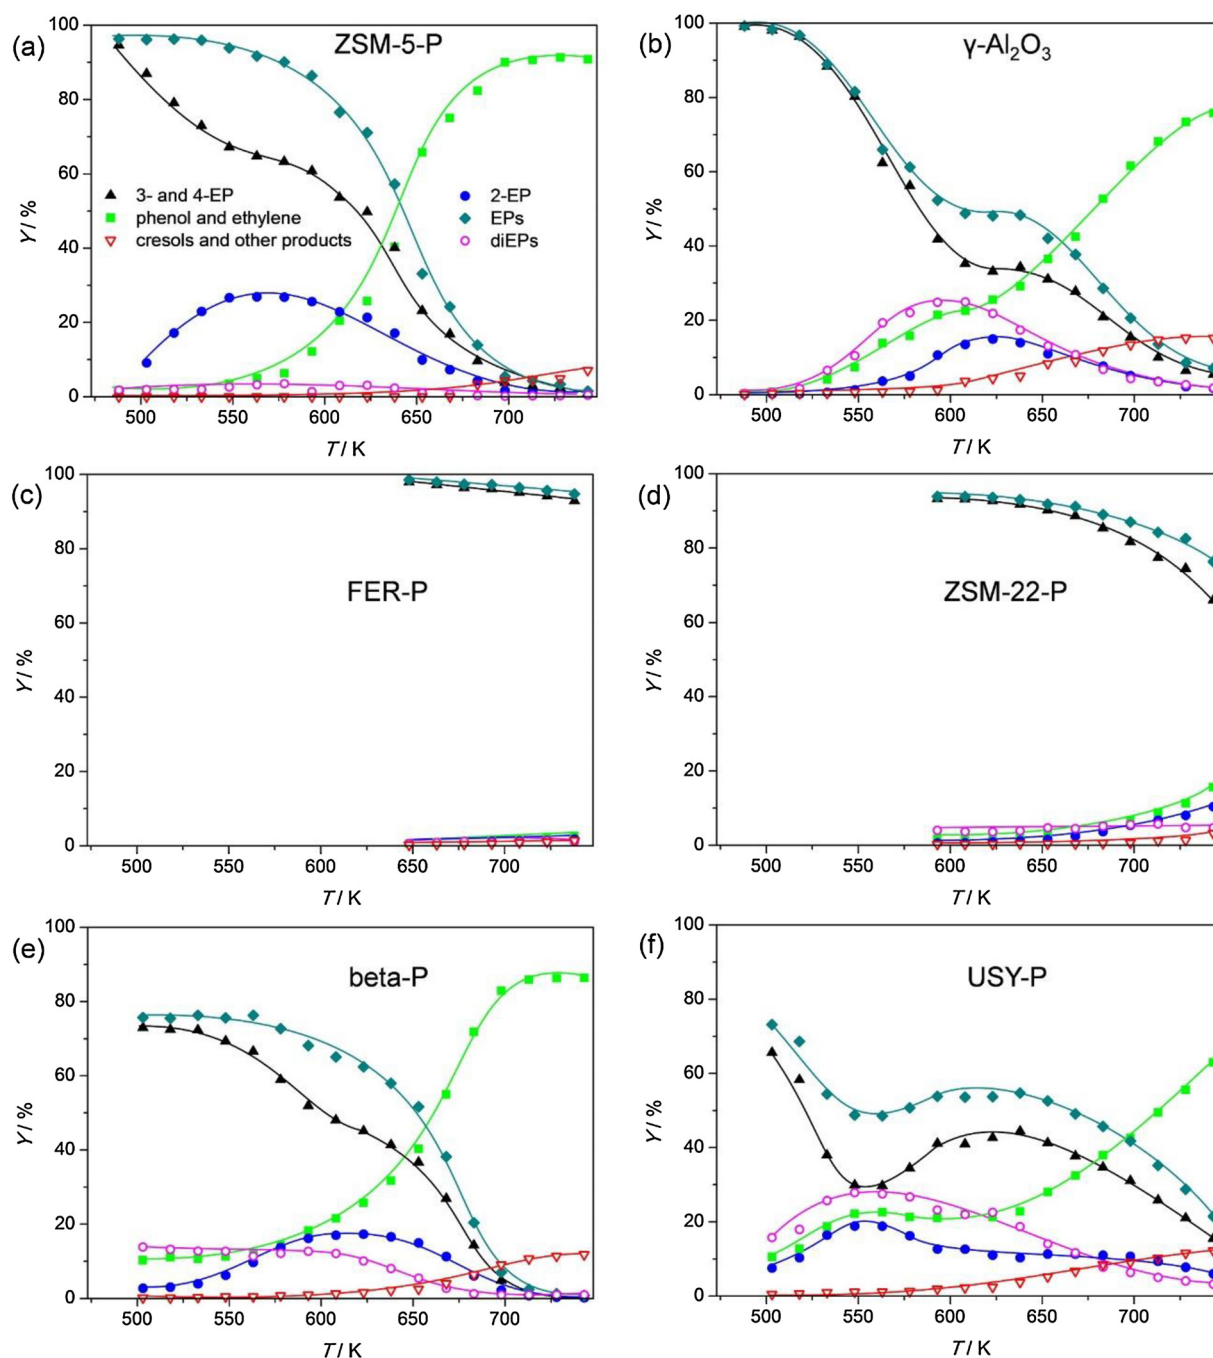 (a)
ZSM-5-P
100
80
60
40
20
0
Y / %
3- and 4-EP
phenol and ethylene
cresols and other products
2-EP
EPs
diEPs
500 550 600 650 700
T / K
(b)
γ-Al₂O₃
100
80
60
40
20
0
Y / %
500 550 600 650 700
T / K
(c)
FER-P
100
80
60
40
20
0
Y / %
500 550 600 650 700
T / K
(d)
ZSM-22-P
100
80
60
40
20
0
Y / %
500 550 600 650 700
T / K
(e)
beta-P
100
80
60
40
20
0
Y / %
500 550 600 650 700
T / K
(f)
USY-P
100
80
60
40
20
0
Y / %
500 550 600 650 700
T / K